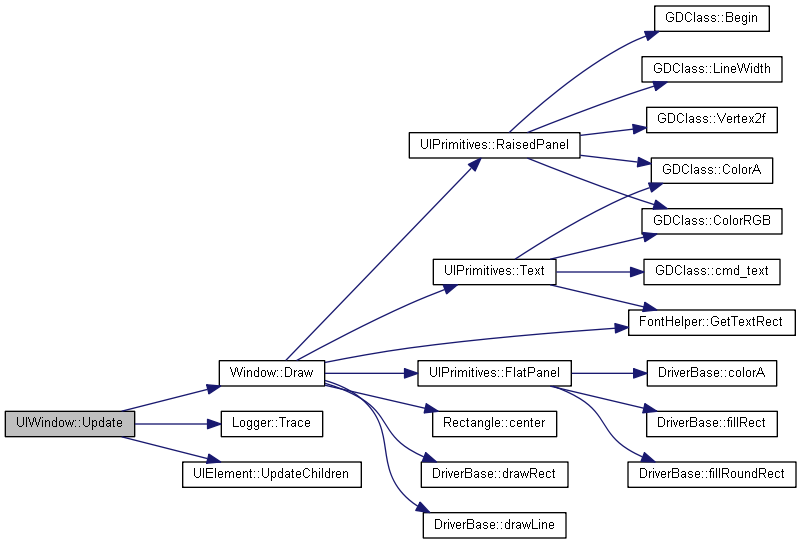 GDClass::Begin
GDClass::LineWidth
GDClass::Vertex2f
UIPrimitives::RaisedPanel
GDClass::ColorA
GDClass::ColorRGB
UIPrimitives::Text
GDClass::cmd_text
FontHelper::GetTextRect
Window::Draw
UIPrimitives::FlatPanel
DriverBase::colorA
UIWindow::Update
Logger::Trace
Rectangle::center
DriverBase::fillRect
UIElement::UpdateChildren
DriverBase::drawRect
DriverBase::fillRoundRect
DriverBase::drawLine